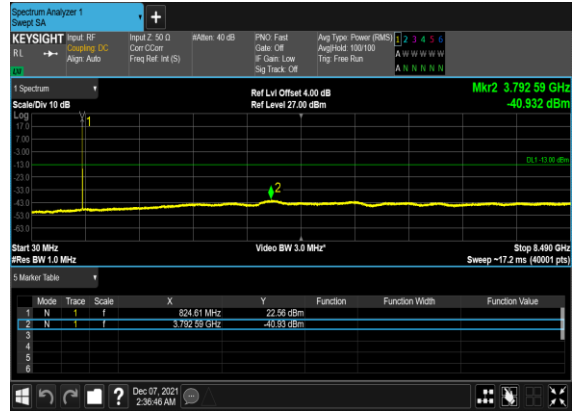 Spectrum Analyzer 1
Swept SA
+
KEYSIGHT Input: RF Input Z: 50 Ω #Atten: 40 dB PNO: Fast Avg Type: Power (RMS) 1 2 3 4 5 6
RL Coupling: DC Corr CCorr Gate: Off Avg|Hold: 100/100 A W W W W W
Align: Auto Freq Ref: Int (S) IF Gain: Low Trig: Free Run
Sig Track: Off A N N N N N
1 Spectrum Ref Lvl Offset 4.00 dB Mkr2 3.792 59 GHz
Scale/Div 10 dB Ref Level 27.00 dBm -40.932 dBm
Log
17.0
7.00
-3.00
-13.0 DL1 -13.00 dBm
-23.0
-33.0
-43.0
-53.0
-63.0
1
2
Start 30 MHz Video BW 3.0 MHz* Stop 8.490 GHz
#Res BW 1.0 MHz Sweep ~17.2 ms (40001 pts)
5 Marker Table
Mode Trace Scale X Y Function Function Width Function Value
1 N 1 f 824.61 MHz 22.56 dBm
2 N 1 f 3.792 59 GHz -40.93 dBm
3
4
5
6
? Dec 07, 2021
2:36:46 AM